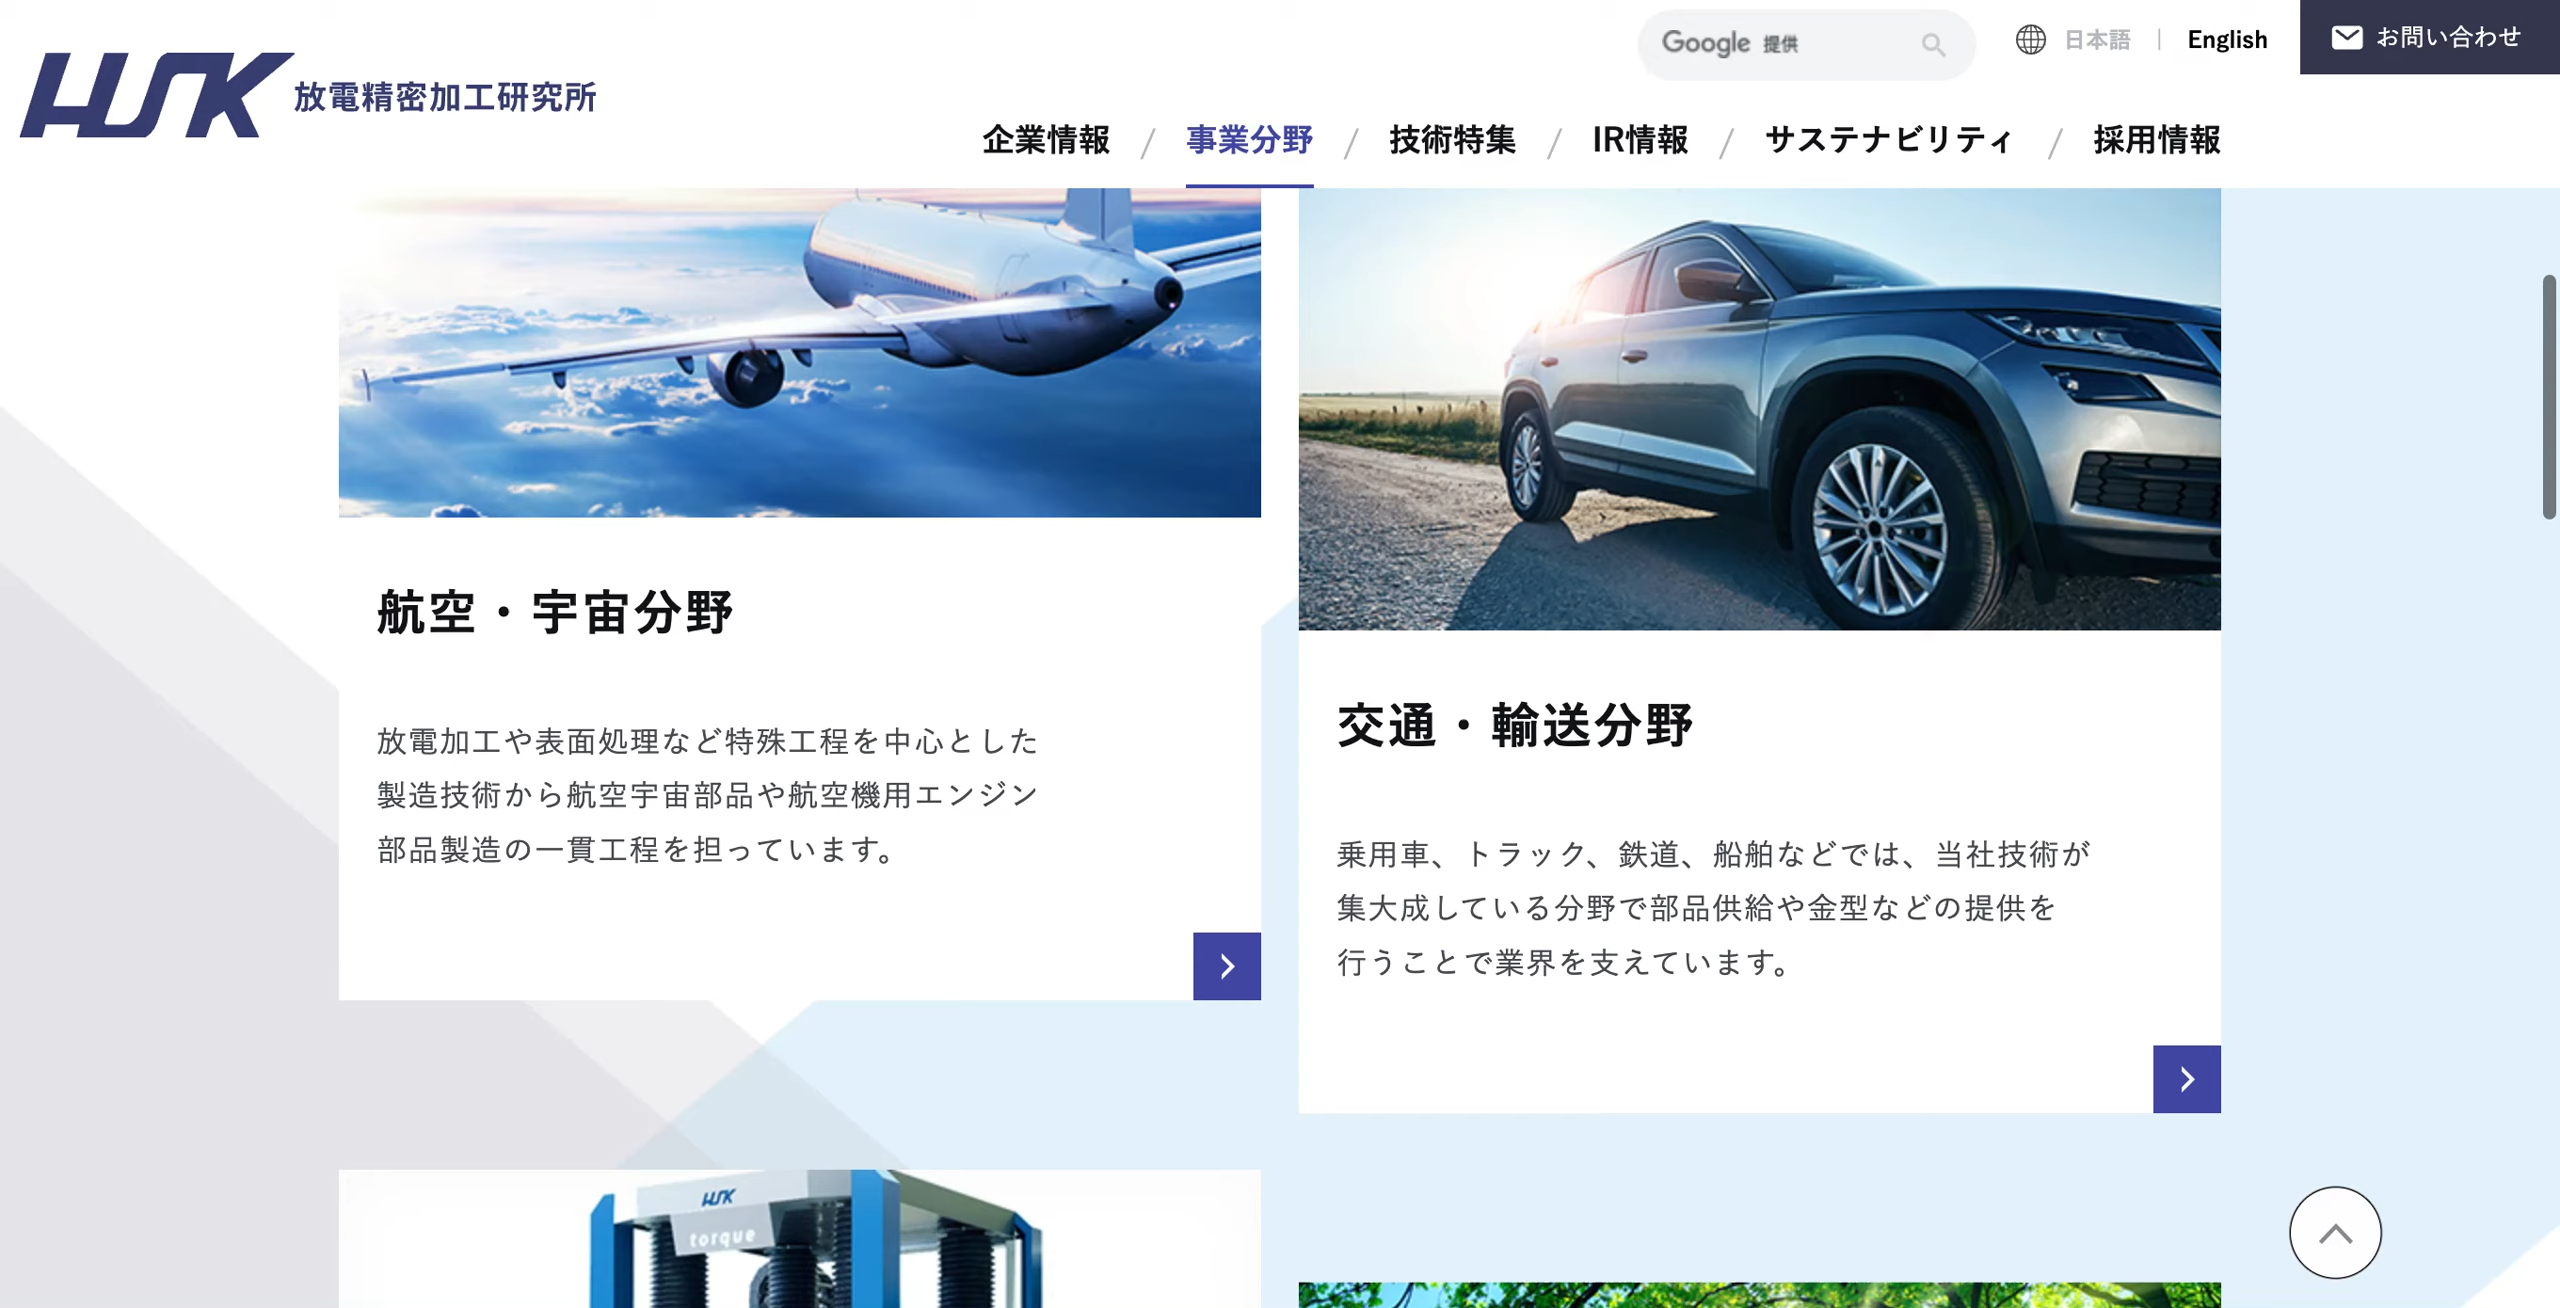 HSK 放電精密加工研究所
Google 提供
日本語
English
お問い合わせ
企業情報 / 事業分野 / 技術特集 / IR情報 / サステナビリティ / 採用情報
航空・宇宙分野
放電加工や表面処理など特殊工程を中心とした
製造技術から航空宇宙部品や航空機用エンジン
部品製造の一貫工程を担っています。
交通・輸送分野
乗用車、トラック、鉄道、船舶などでは、当社技術が
集大成している分野で部品供給や金型などの提供を
行うことで業界を支えています。
HSK
torque